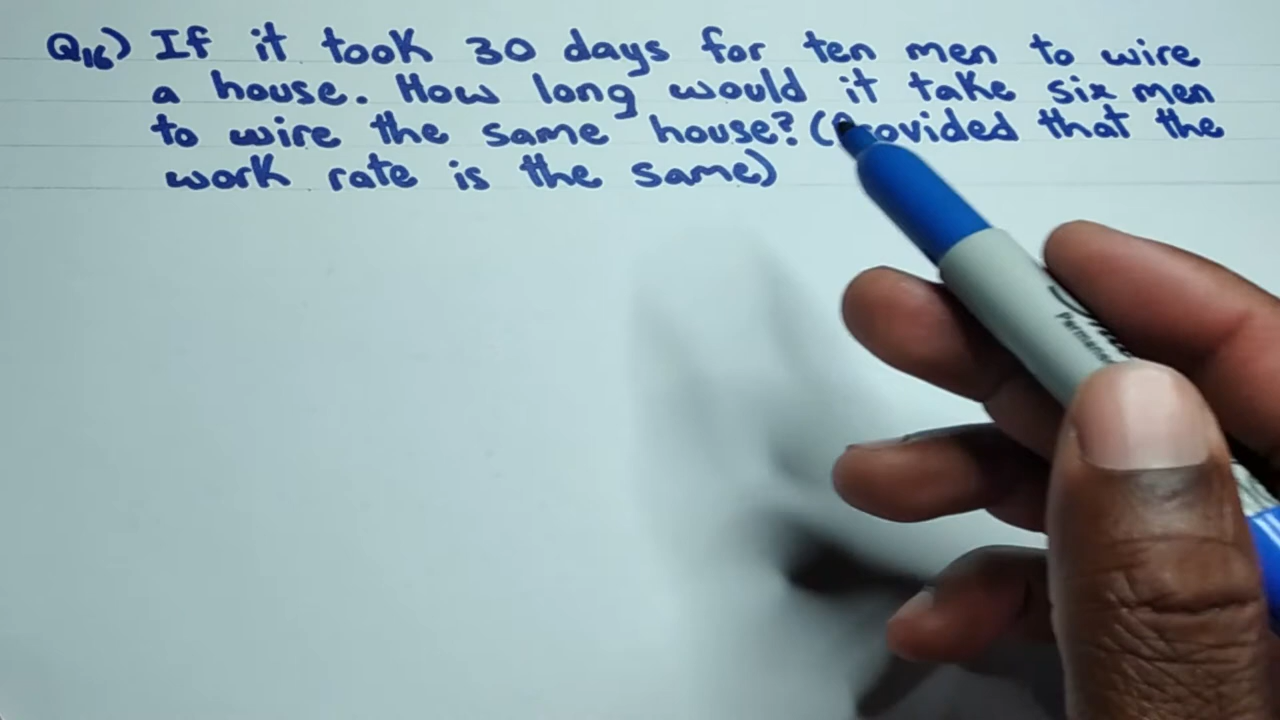 Q16) If it took 30 days for ten men to wire
a house. How long would it take six men
to wire the same house? (Provided that the
work rate is the same)